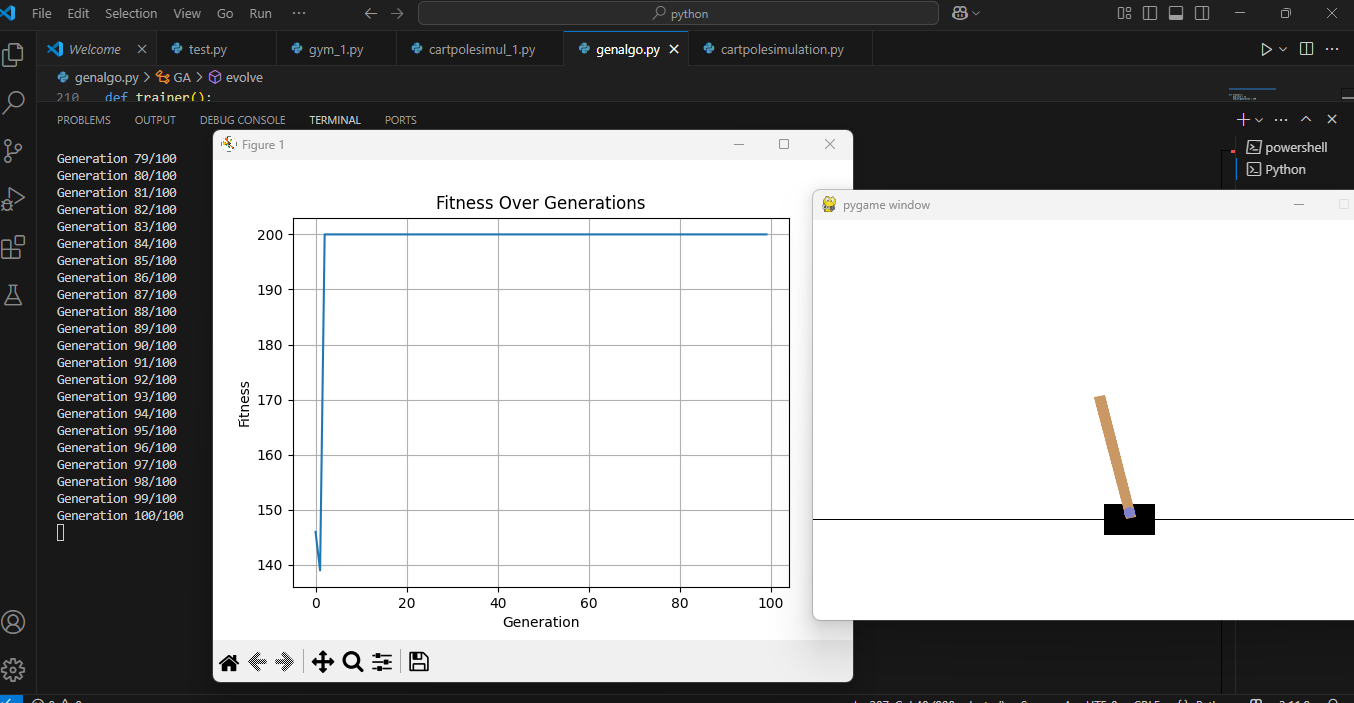 File Edit Selection View Go Run ··· python
Welcome test.py gym_1.py cartpolesimul_1.py genalgo.py cartpolesimulation.py
genalgo.py > GA > evolve
210 def trainer():
PROBLEMS OUTPUT DEBUG CONSOLE TERMINAL PORTS
powershell
Python
Generation 79/100
Generation 80/100
Generation 81/100
Generation 82/100
Generation 83/100
Generation 84/100
Generation 85/100
Generation 86/100
Generation 87/100
Generation 88/100
Generation 89/100
Generation 90/100
Generation 91/100
Generation 92/100
Generation 93/100
Generation 94/100
Generation 95/100
Generation 96/100
Generation 97/100
Generation 98/100
Generation 99/100
Generation 100/100
Figure 1
Fitness Over Generations
200
190
180
170
160
150
140
Fitness
0 20 40 60 80 100
Generation
pygame window